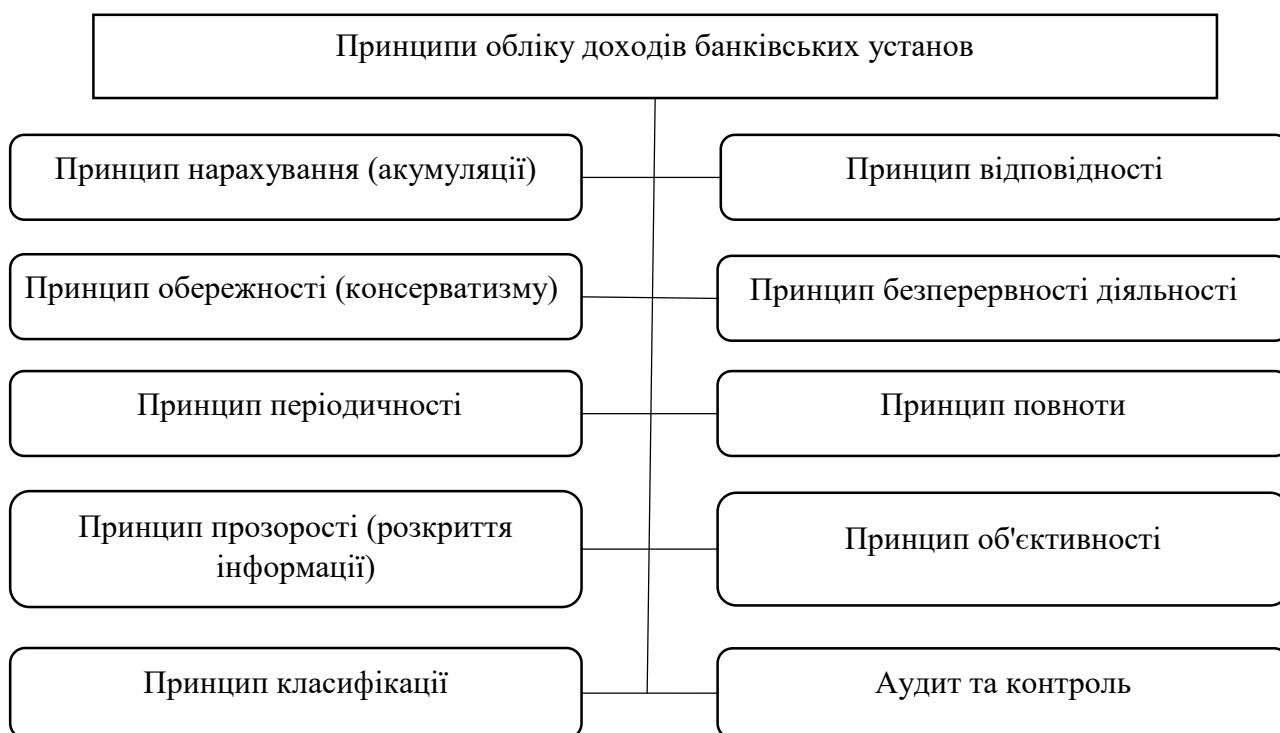 Принципи обліку доходів банківських установ
Принцип нарахування (акумуляції)
Принцип відповідності
Принцип обережності (консерватизму)
Принцип безперервності діяльності
Принцип періодичності
Принцип повноти
Принцип прозорості (розкриття
інформації)
Принцип об'єктивності
Принцип класифікації
Аудит та контроль